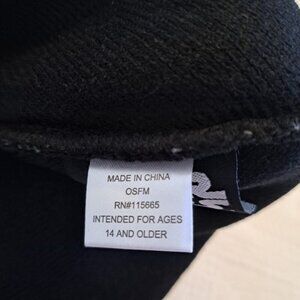 MADE IN CHINA
OSFM
RN#115665
INTENDED FOR AGES
14 AND OLDER